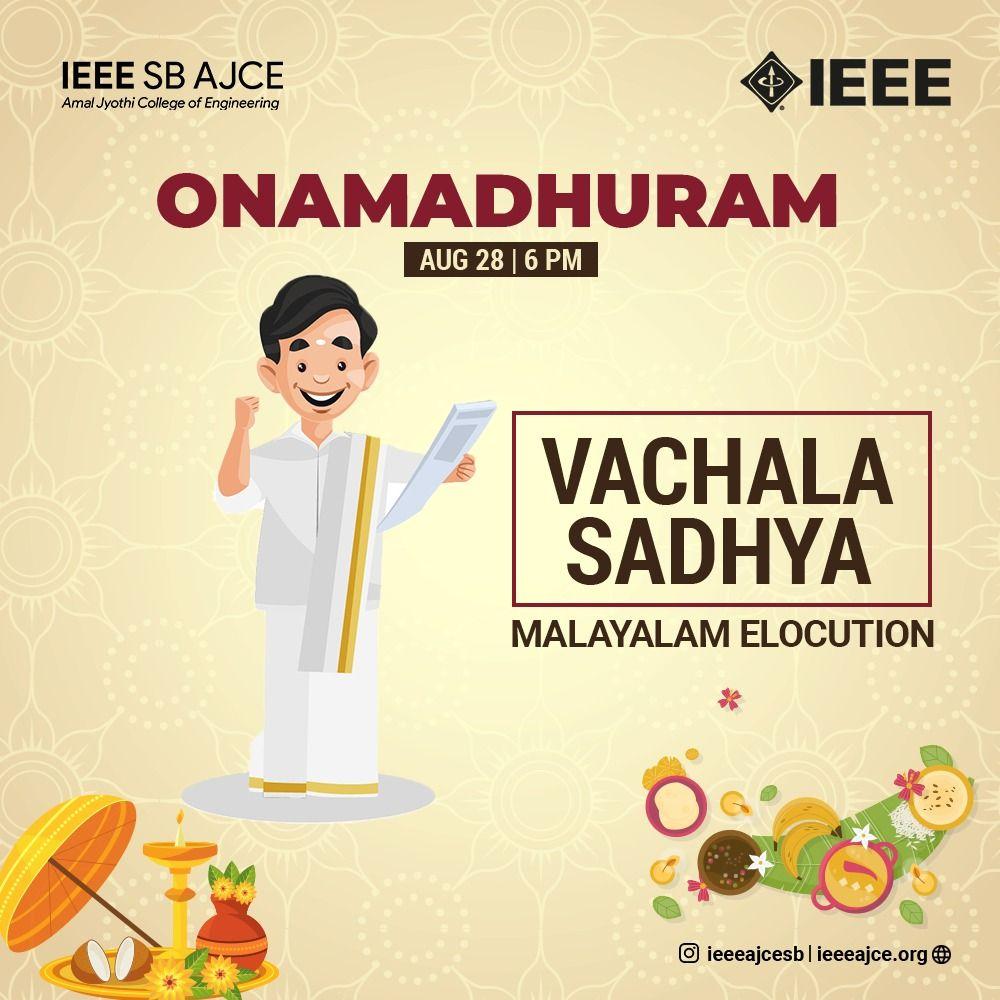 IEEE SB AJCE
Amal Jyothi College of Engineering
IEEE
ONAMADHURAM
AUG 28 | 6 PM
VACHALA
SADHYA
MALAYALAM ELOCUTION
ieeeajcesb | ieeeajce.org